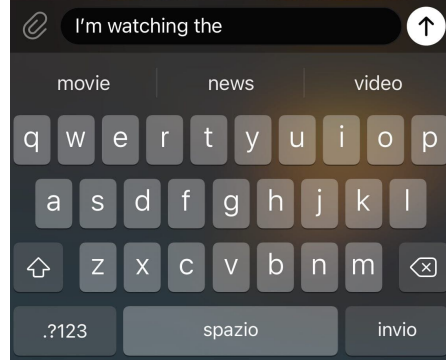 I'm watching the
movie news video
q w e r t y u i o p
a s d f g h j k l
z x c v b n m
.?123 spazio invio